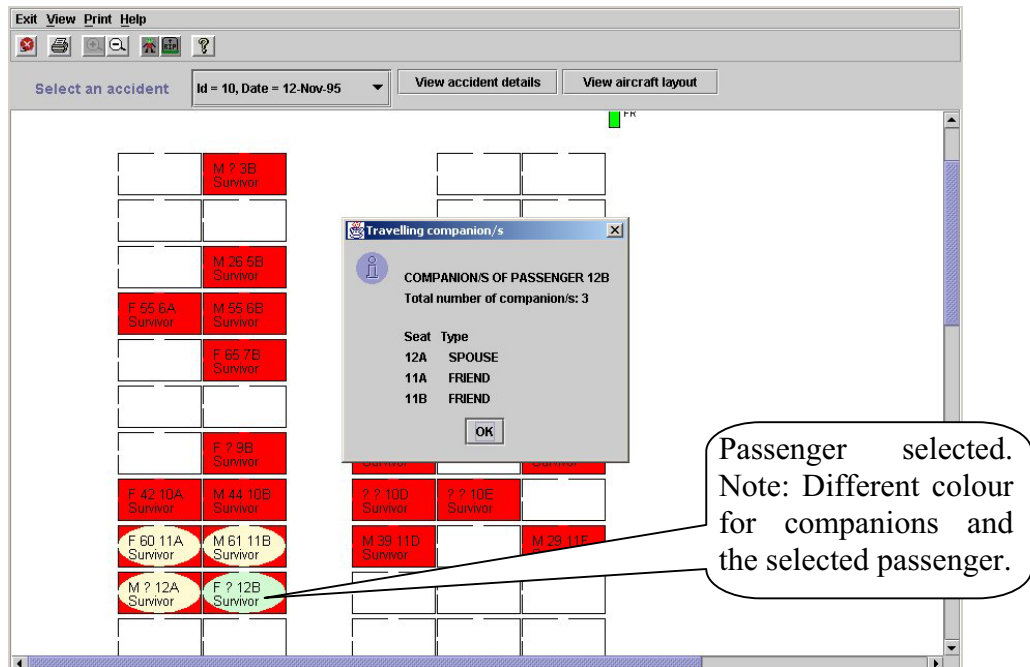 Exit View Print Help
Select an accident
Id = 10, Date = 12-Nov-95
View accident details
View aircraft layout
FR
M ? 3B
Survivor
M 26 5B
Survivor
F 55 6A
Survivor
M 55 6B
Survivor
F 65 7B
Survivor
F ? 9B
Survivor
F 42 10A
Survivor
M 44 10B
Survivor
F 60 11A
Survivor
M 61 11B
Survivor
M ? 12A
Survivor
F ? 12B
Survivor
Travelling companion/s
COMPANION/S OF PASSENGER 12B
Total number of companion/s: 3
Seat Type
12A SPOUSE
11A FRIEND
11B FRIEND
OK
? ? 10D
Survivor
? ? 10E
Survivor
M 39 11D
Survivor
Passenger selected.
Note: Different colour
for companions and
the selected passenger.